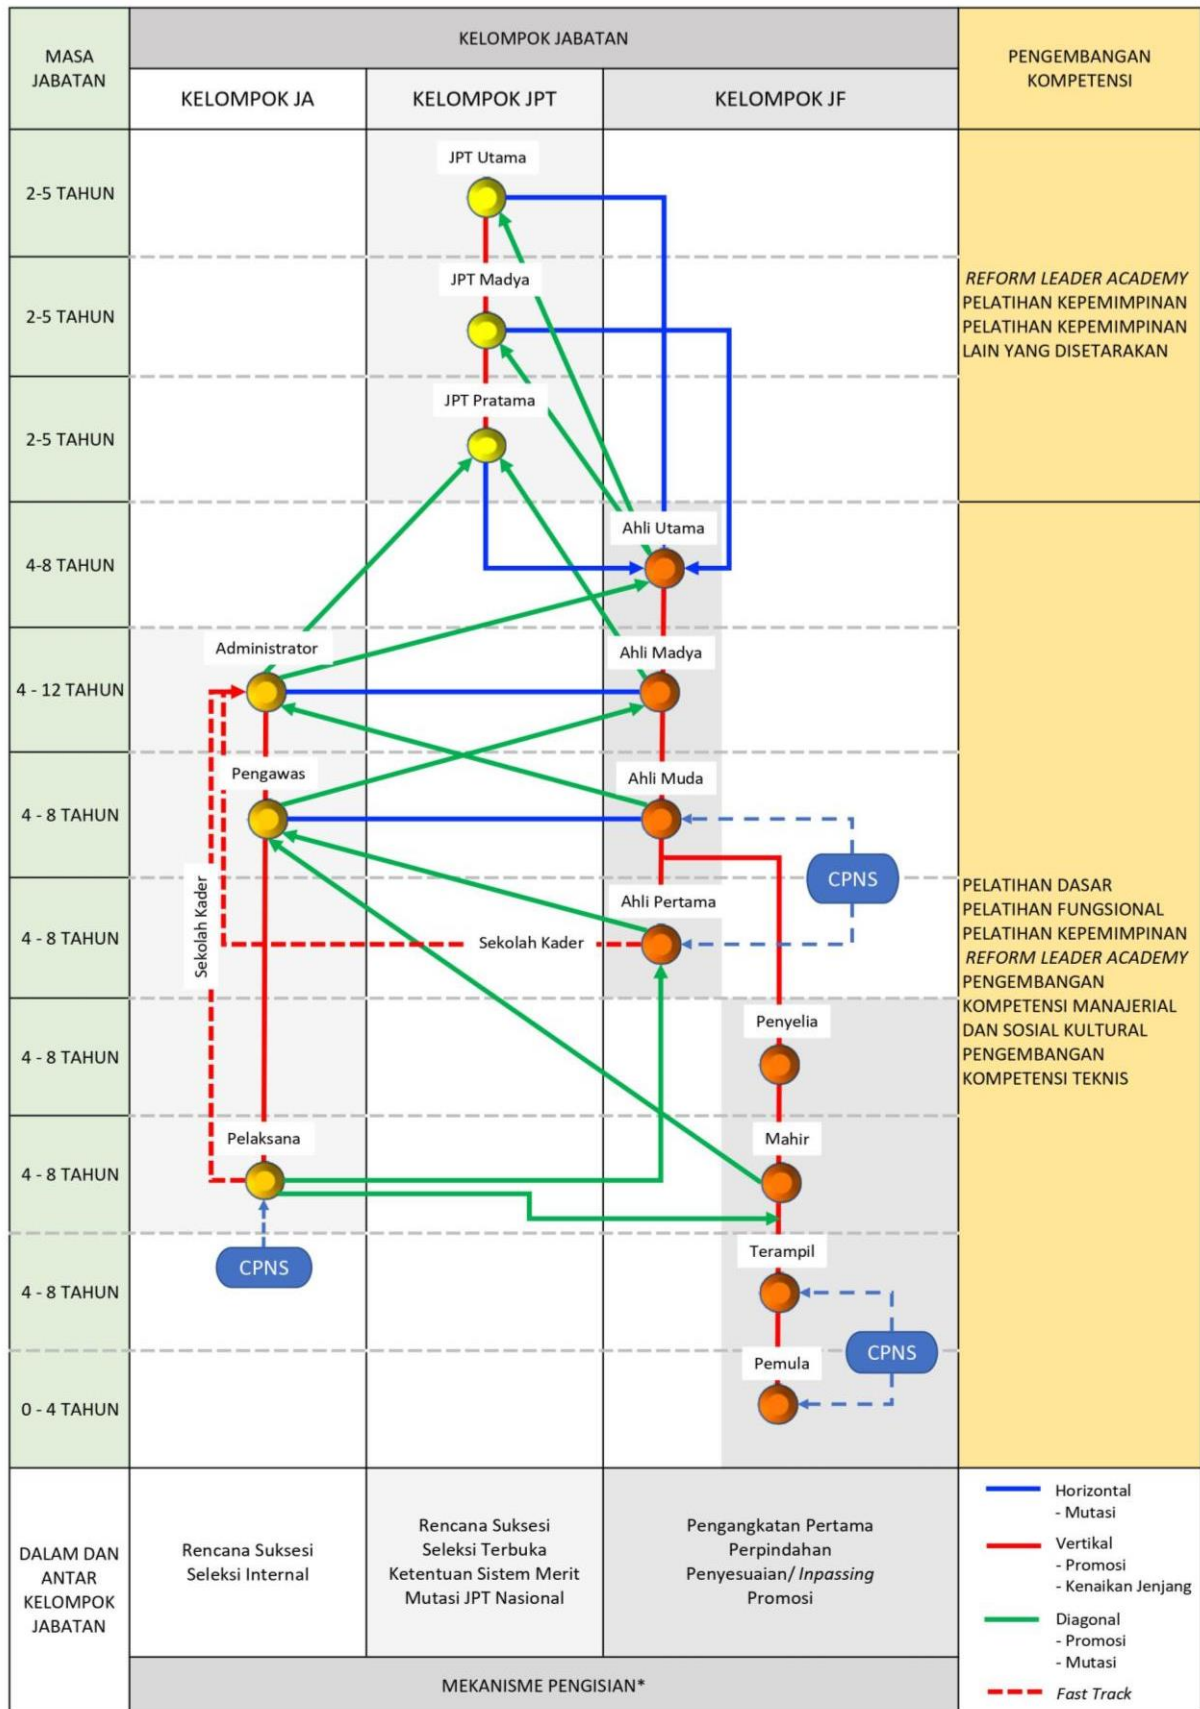 MASA
JABATAN
KELOMPOK JABATAN
PENGEMBANGAN
KOMPETENSI
KELOMPOK JA
KELOMPOK JPT
KELOMPOK JF
2-5 TAHUN
JPT Utama
2-5 TAHUN
JPT Madya
REFORM LEADER ACADEMY
PELATIHAN KEPEMIMPINAN
PELATIHAN KEPEMIMPINAN
LAIN YANG DISETARAKAN
2-5 TAHUN
JPT Pratama
4-8 TAHUN
Ahli Utama
4 - 12 TAHUN
Administrator
Ahli Madya
4 - 8 TAHUN
Pengawas
Ahli Muda
CPNS
4 - 8 TAHUN
Sekolah Kader
Sekolah Kader
Ahli Pertama
PELATIHAN DASAR
PELATIHAN FUNGSIONAL
PELATIHAN KEPEMIMPINAN
REFORM LEADER ACADEMY
PENGEMBANGAN
KOMPETENSI MANAJERIAL
DAN SOSIAL KULTURAL
PENGEMBANGAN
KOMPETENSI TEKNIS
4 - 8 TAHUN
Penyelia
4 - 8 TAHUN
Pelaksana
Mahir
4 - 8 TAHUN
CPNS
Terampil
CPNS
0 - 4 TAHUN
Pemula
DALAM DAN
ANTAR
KELOMPOK
JABATAN
Rencana Suksesi
Seleksi Internal
Rencana Suksesi
Seleksi Terbuka
Ketentuan Sistem Merit
Mutasi JPT Nasional
Pengangkatan Pertama
Perpindahan
Penyesuaian/ Inpassing
Promosi
MEKANISME PENGISIAN*
Horizontal
- Mutasi
Vertikal
- Promosi
- Kenaikan Jenjang
Diagonal
- Promosi
- Mutasi
Fast Track